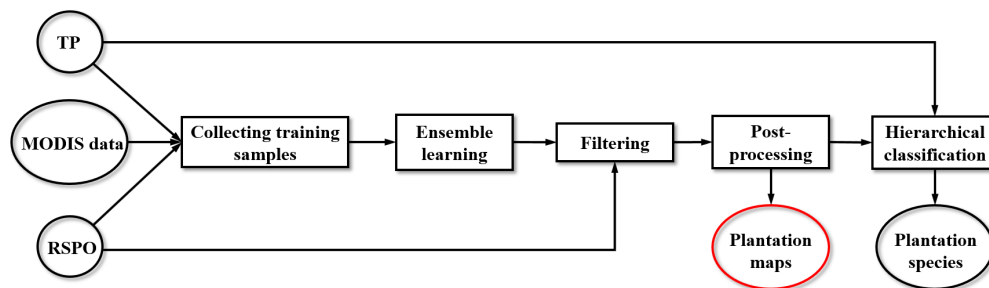 TP
MODIS data
RSPO
Collecting training
samples
Ensemble
learning
Filtering
Post-
processing
Hierarchical
classification
Plantation
maps
Plantation
species